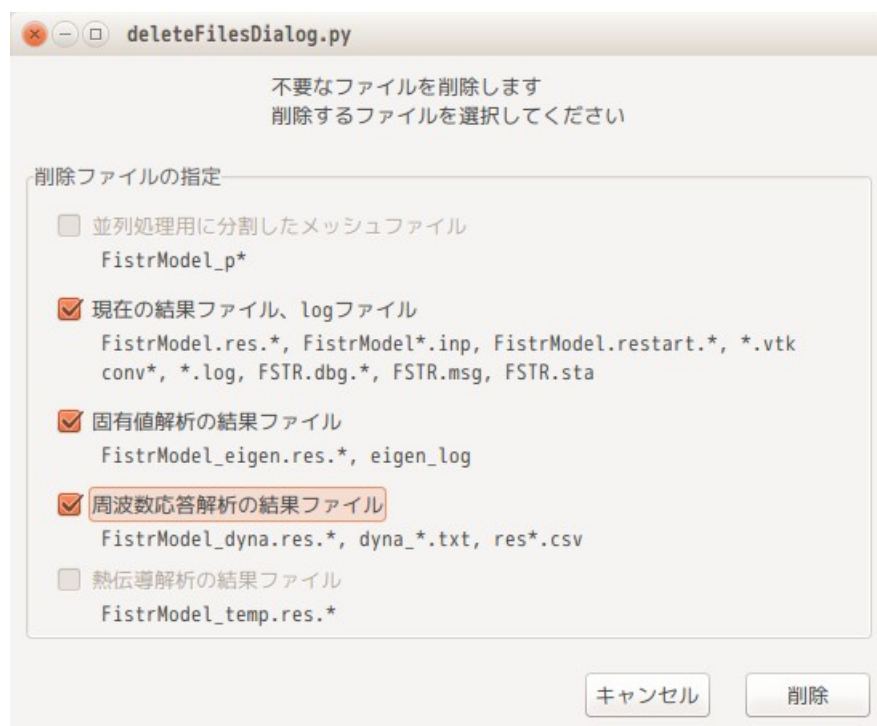 deleteFilesDialog.py
不要なファイルを削除します
削除するファイルを選択してください
削除ファイルの指定
並列処理用に分割したメッシュファイル
FistrModel_p*
現在の結果ファイル、logファイル
FistrModel.res.*, FistrModel*.inp, FistrModel.restart.*, *.vtk
conv*, *.log, FSTR.dbg.*, FSTR.msg, FSTR.sta
固有値解析の結果ファイル
FistrModel_eigen.res.*, eigen_log
周波数応答解析の結果ファイル
FistrModel_dyna.res.*, dyna_*.txt, res*.csv
熱伝導解析の結果ファイル
FistrModel_temp.res.*
キャンセル 削除